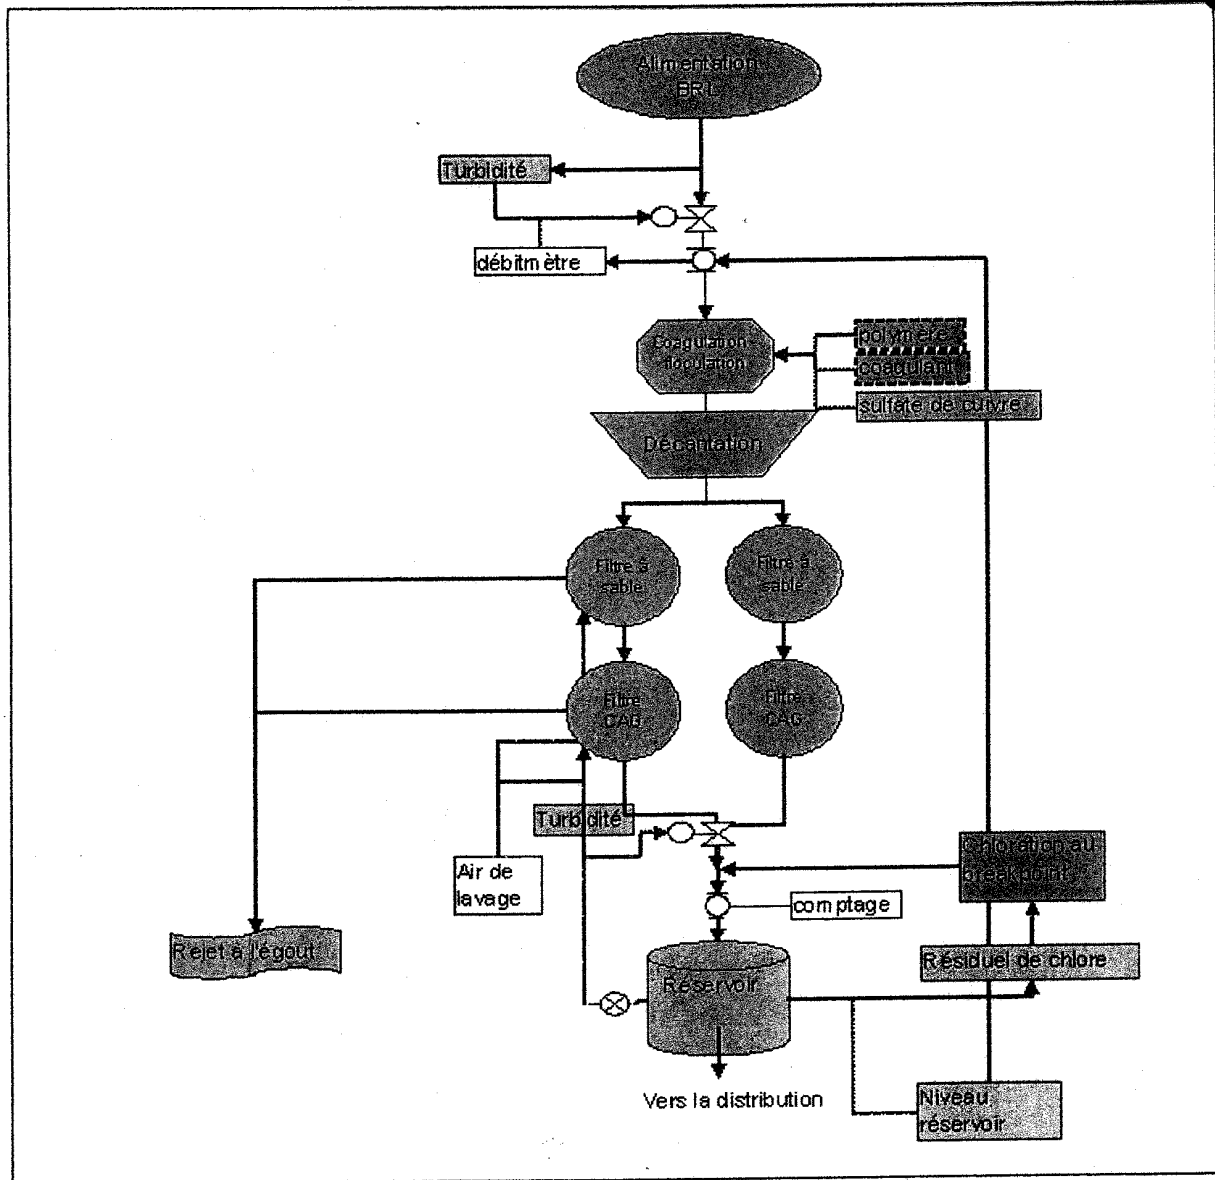 Alimentation
BRL
Turbidité
débitmètre
Coagulation
floculation
polymère
coagulant
sulfate de cuivre
Décantation
Filtre à
sable
Filtre à
sable
Filtre
CAG
Filtre
CAG
Turbidité
Air de
lavage
Chloration au
breakpoint
comptage
Rejet à l'égout
Réservoir
Résiduel de chlore
Vers la distribution
Niveau
réservoir